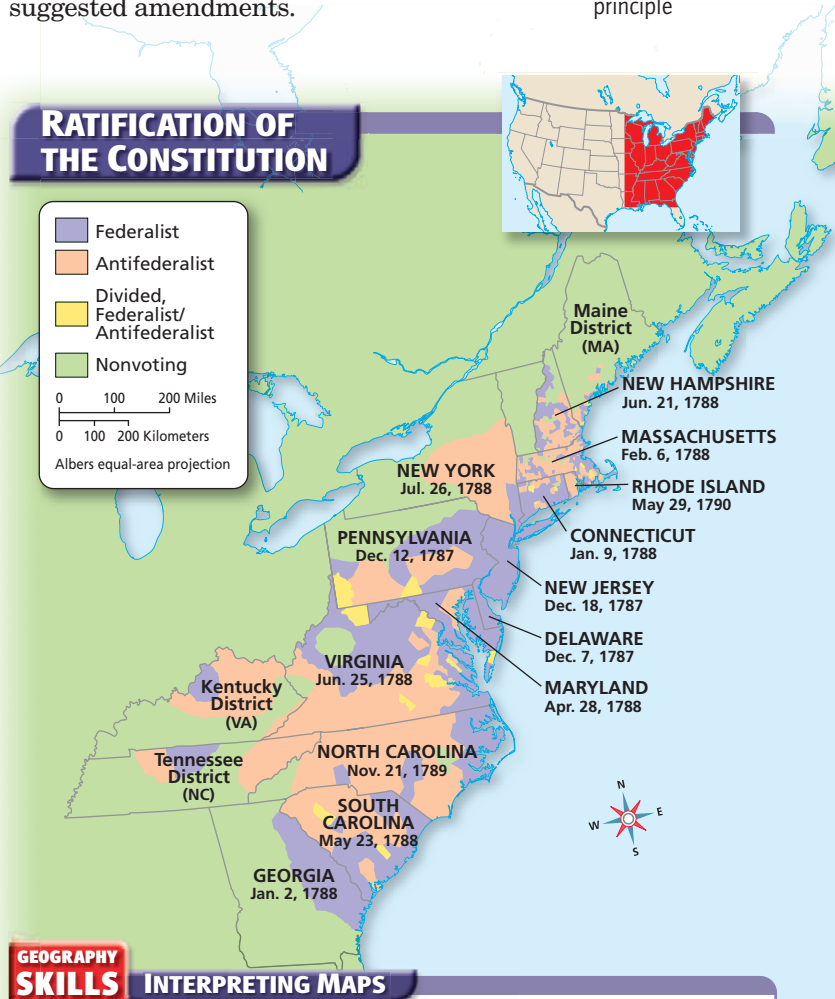 suggested amendments.
principle
RATIFICATION OF
THE CONSTITUTION
Federalist
Antifederalist
Divided,
Federalist/
Antifederalist
Nonvoting
0 100 200 Miles
0 100 200 Kilometers
Albers equal-area projection
Maine
District
(MA)
NEW HAMPSHIRE
Jun. 21, 1788
MASSACHUSETTS
Feb. 6, 1788
NEW YORK
Jul. 26, 1788
RHODE ISLAND
May 29, 1790
CONNECTICUT
Jan. 9, 1788
PENNSYLVANIA
Dec. 12, 1787
NEW JERSEY
Dec. 18, 1787
DELAWARE
Dec. 7, 1787
MARYLAND
Apr. 28, 1788
VIRGINIA
Jun. 25, 1788
Kentucky
District
(VA)
Tennessee
District
(NC)
NORTH CAROLINA
Nov. 21, 1789
SOUTH
CAROLINA
May 23, 1788
GEORGIA
Jan. 2, 1788
N
W E
S
GEOGRAPHY
SKILLS
INTERPRETING MAPS